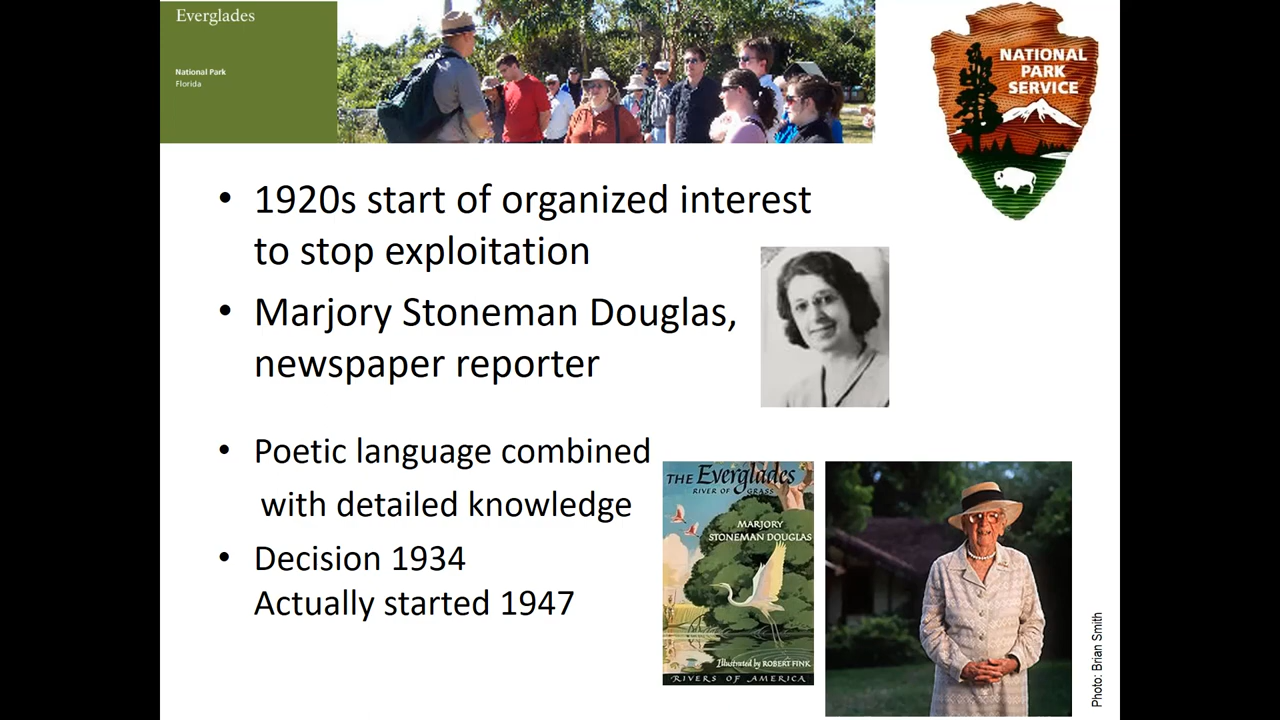 Everglades
National Park
Florida
NATIONAL
PARK
SERVICE
• 1920s start of organized interest
to stop exploitation
• Marjory Stoneman Douglas,
newspaper reporter
• Poetic language combined
with detailed knowledge
• Decision 1934
Actually started 1947
THE Everglades
RIVER OF GRASS
MARJORY
STONEMAN DOUGLAS
Illustrated by ROBERT FINK
RIVERS OF AMERICA
Photo: Brian Smith